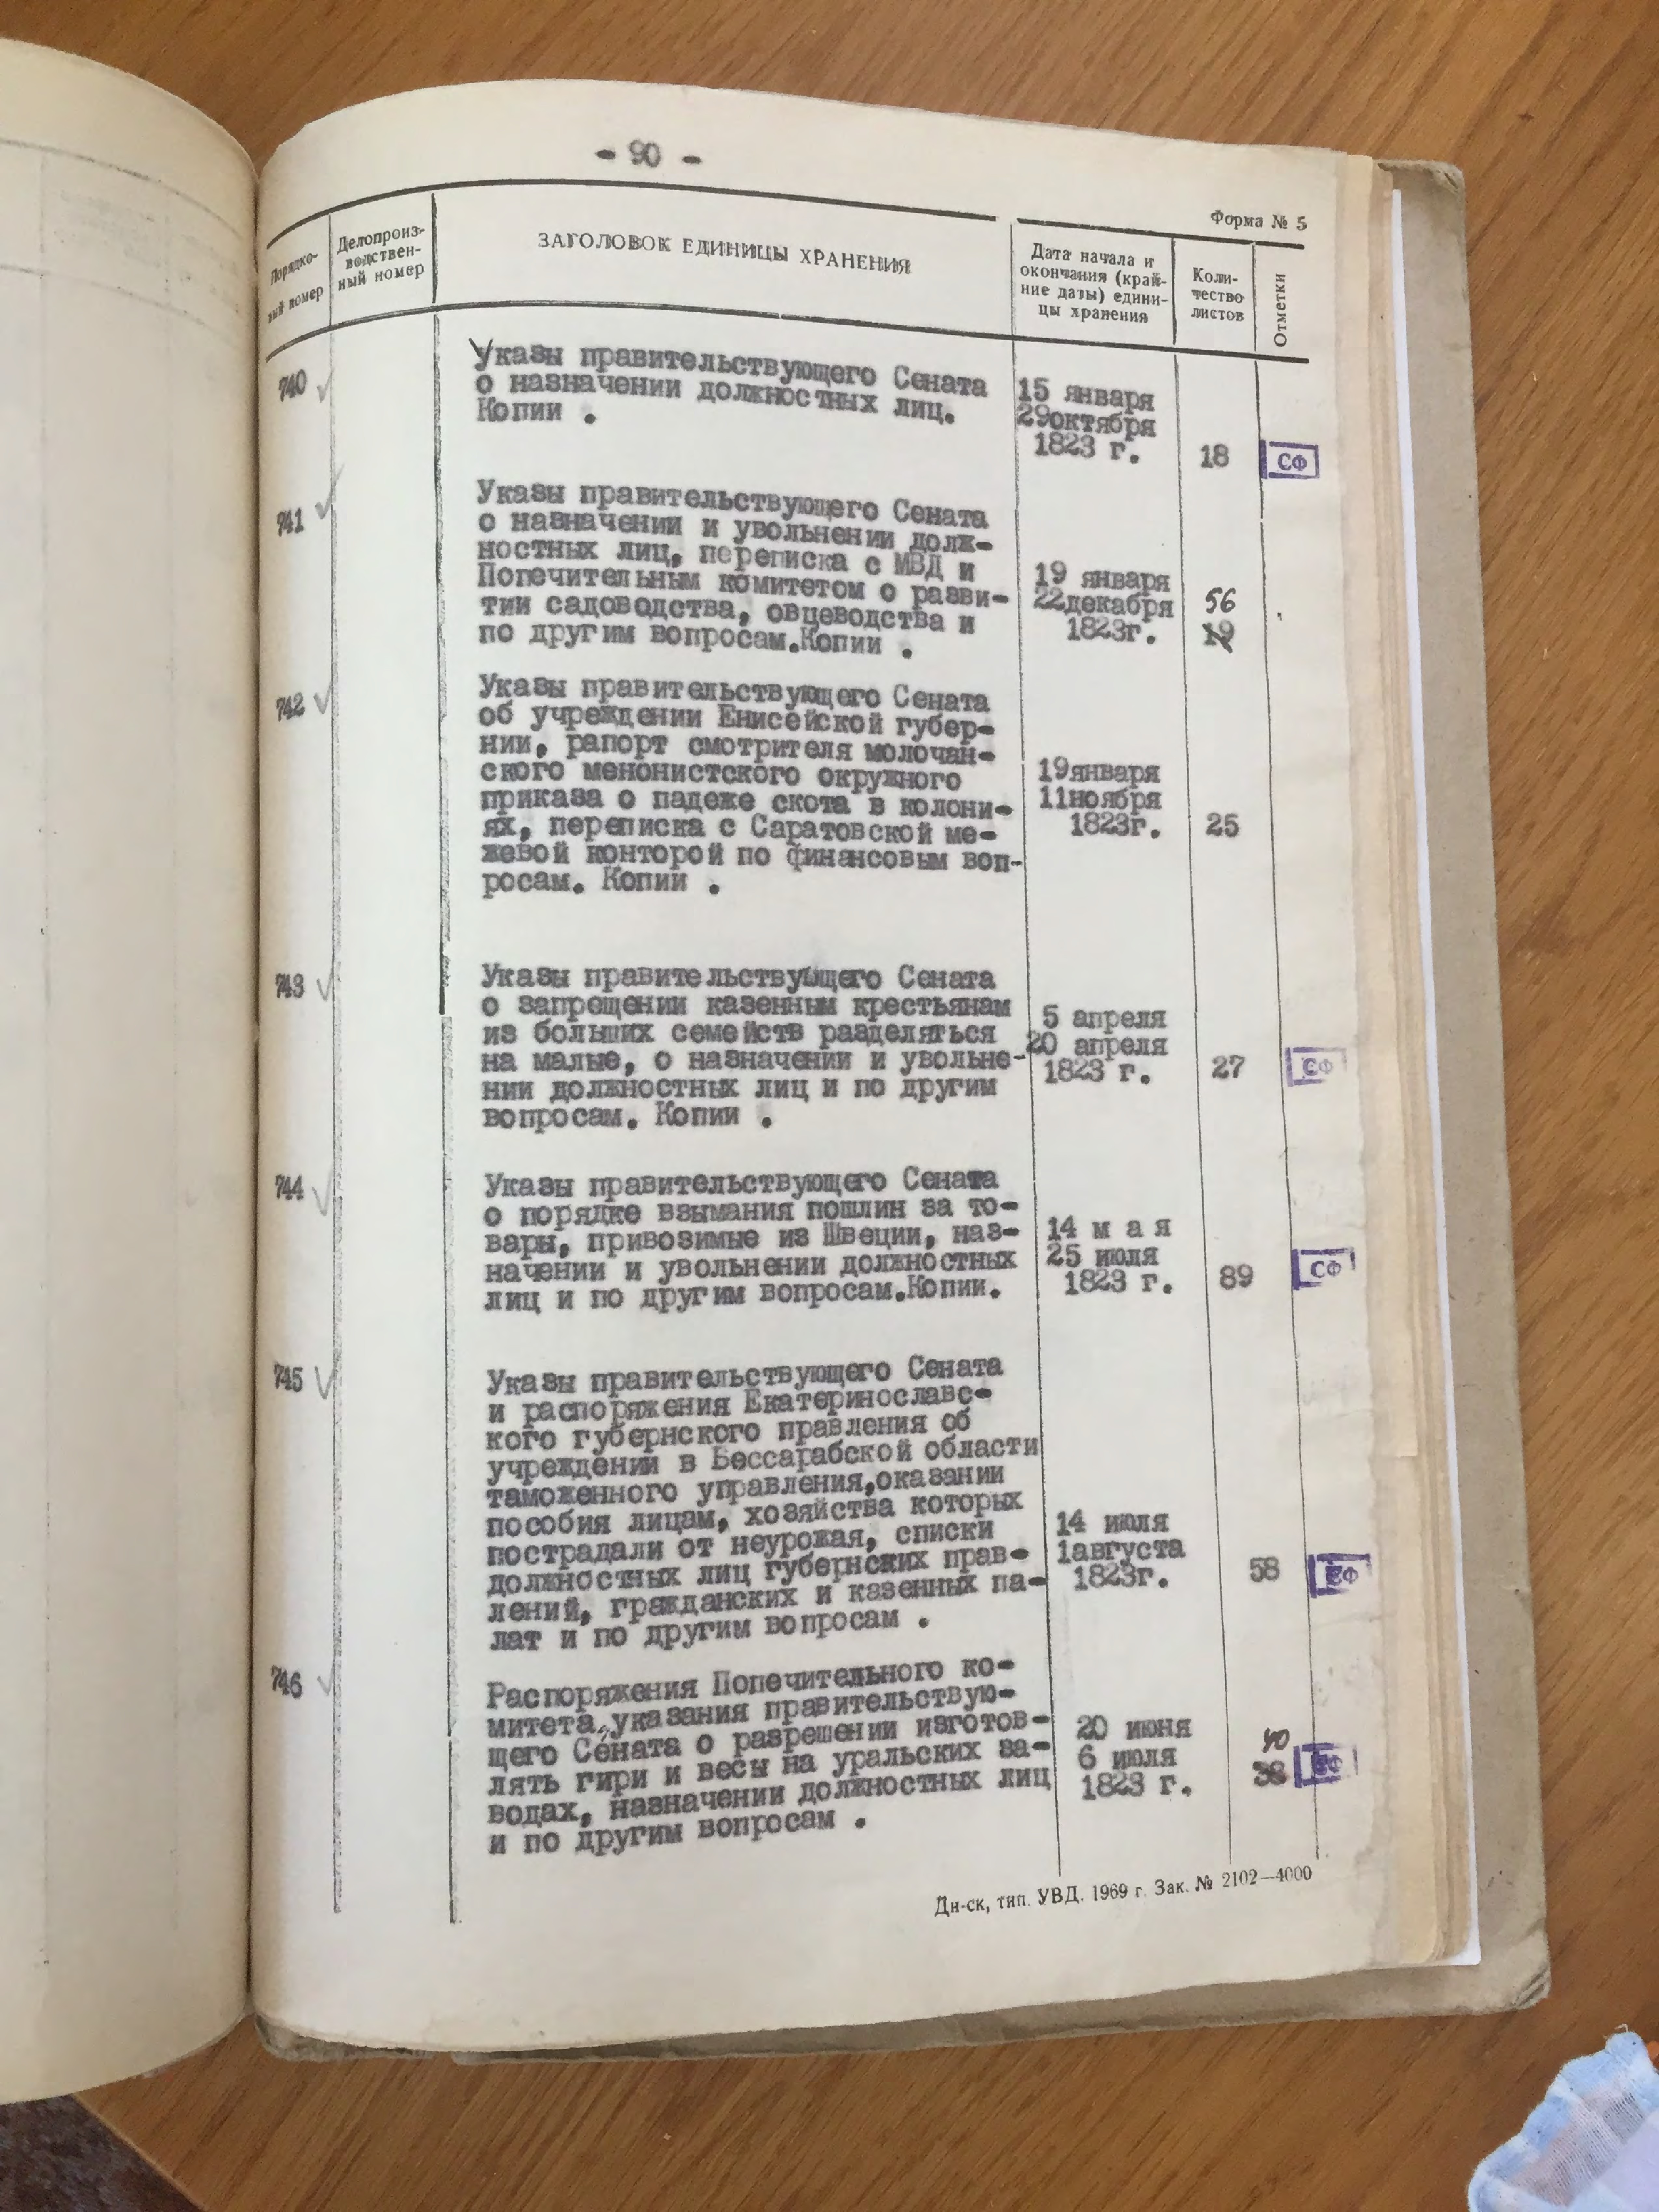 - 90 -
Форма № 5
Порядко-
вый номер
Делопроиз-
водствен-
ный номер
ЗАГОЛОВОК ЕДИНИЦЫ ХРАНЕНИЯ
Дата начала и
окончания (край-
ние даты) едини-
цы хранения
Коли-
чество
листов
Отметки
740
Указы правительствующего Сената
о назначении должностных лиц.
Копии .
15 января
29октября
1823 г.
18
СФ
741
Указы правительствующего Сената
о назначении и увольнении долж-
ностных лиц, переписка с МВД и
Попечительным комитетом о разви-
тии садоводства, овцеводства и
по другим вопросам.Копии .
19 января
22декабря
1823г.
56
19
742
Указы правительствующего Сената
об учреждении Енисейской губер-
нии, рапорт смотрителя молочан-
ского менонистского окружного
приказа о падеже скота в колони-
ях, переписка с Саратовской ме-
жевой конторой по финансовым воп-
росам. Копии .
19января
11ноября
1823г.
25
743
Указы правительствующего Сената
о запрещении казенным крестьянам
из больших семейств разделяться
на малые, о назначении и увольне-
нии должностных лиц и по другим
вопросам. Копии .
5 апреля
20 апреля
1823 г.
27
СФ
744
Указы правительствующего Сената
о порядке взымания пошлин за то-
вары, привозимые из Швеции, наз-
начении и увольнении должностных
лиц и по другим вопросам.Копии.
14 м а я
25 июля
1823 г.
89
СФ
745
Указы правительствующего Сената
и распоряжения Екатеринославс-
кого губернского правления об
учреждении в Бессарабской области
таможенного управления,оказании
пособия лицам, хозяйства которых
пострадали от неурожая, списки
должностных лиц губернских прав-
лений, гражданских и казенных па-
лат и по другим вопросам .
14 июля
1августа
1823г.
58
СФ
746
Распоряжения Попечительного ко-
митета,указания правительствую-
щего Сената о разрешении изготов-
лять гири и весы на уральских за-
водах, назначении должностных лиц
и по другим вопросам .
20 июня
6 июля
1823 г.
40
38
СФ
Дн-ск, тип. УВД. 1969 г. Зак. № 2102—4000